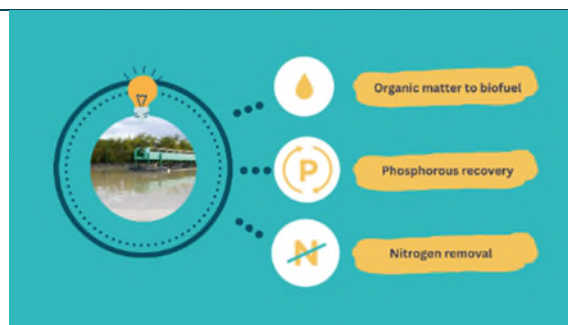 Organic matter to biofuel
P
Phosphorous recovery
N
Nitrogen removal